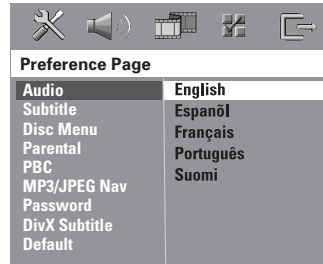 Preference Page
Audio
Subtitle
Disc Menu
Parental
PBC
MP3/JPEG Nav
Password
DivX Subtitle
Default
English
Espanõl
Français
Português
Suomi